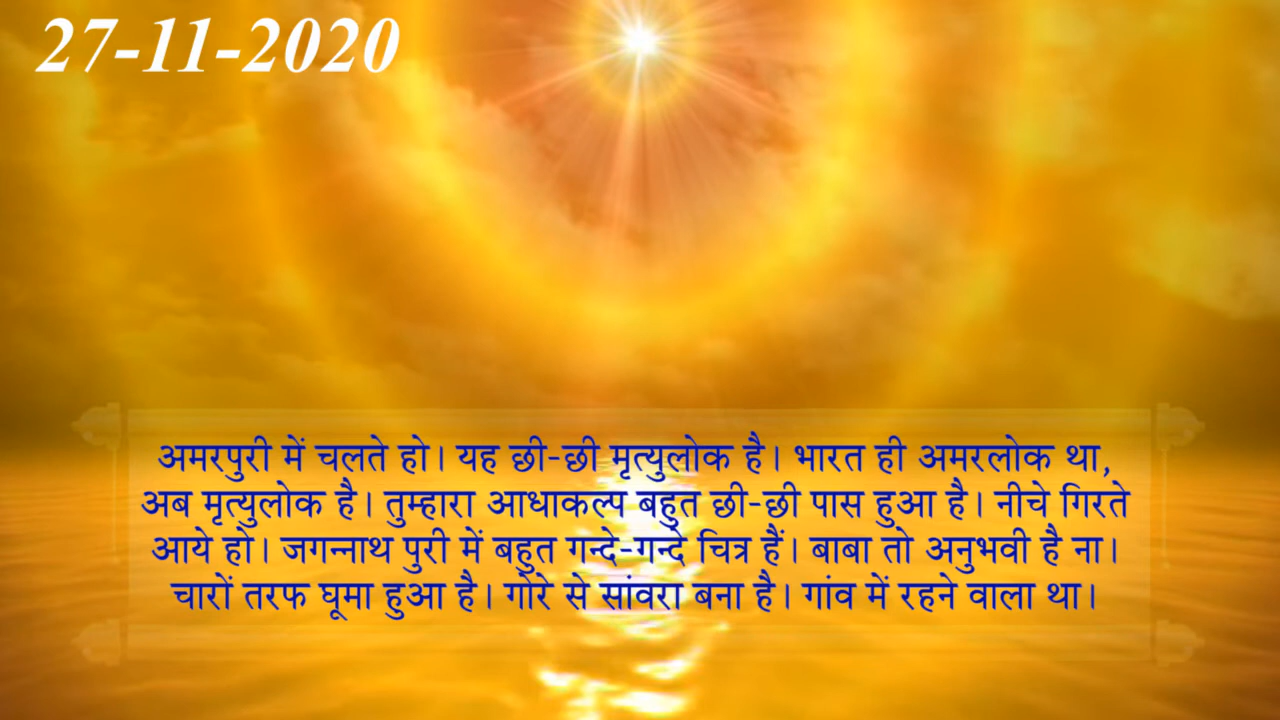 27-11-2020
अमरपुरी में चलते हो। यह छी-छी मृत्युलोक है। भारत ही अमरलोक था,
अब मृत्युलोक है। तुम्हारा आधाकल्प बहुत छी-छी पास हुआ है। नीचे गिरते
आये हो। जगन्नाथ पुरी में बहुत गन्दे-गन्दे चित्र हैं। बाबा तो अनुभवी है ना।
चारों तरफ घूमा हुआ है। गोरे से सांवरा बना है। गांव में रहने वाला था।